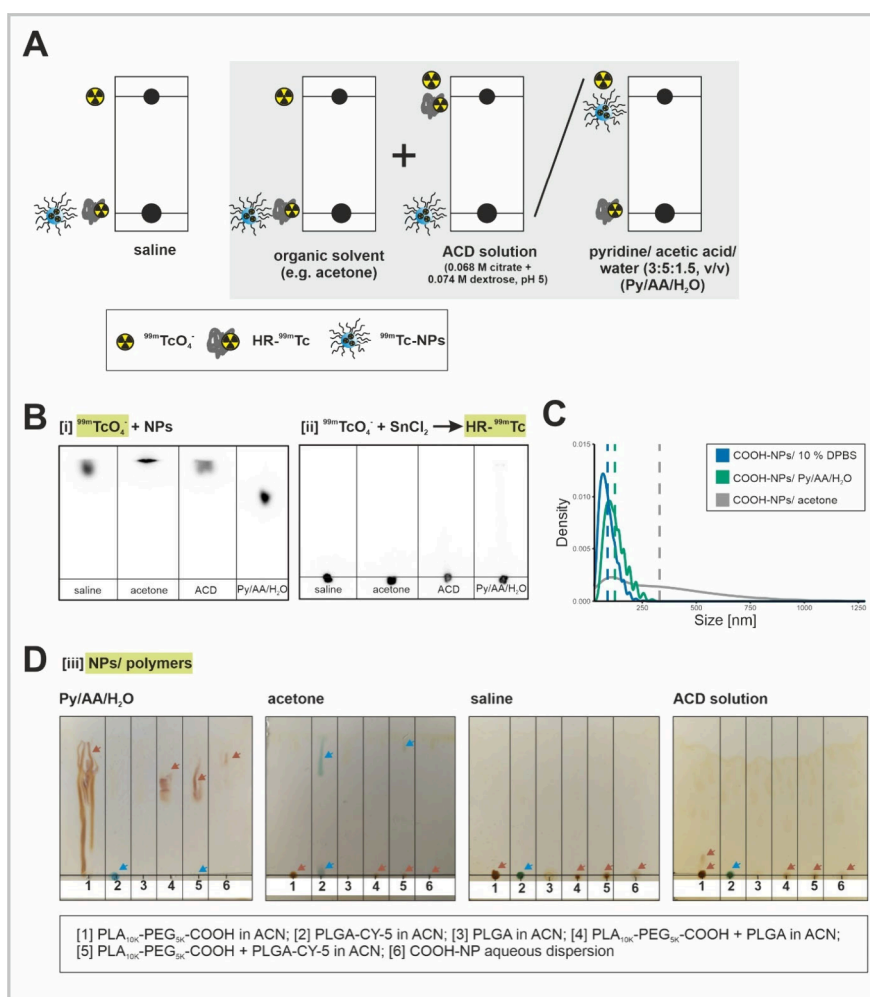 A
saline
organic solvent
(e.g. acetone)
+
ACD solution
(0.068 M citrate +
0.074 M dextrose, pH 5)
pyridine/ acetic acid/
water (3:5:1.5, v/v)
(Py/AA/H₂O)
⁹⁹ᵐTcO₄⁻ HR-⁹⁹ᵐTc ⁹⁹ᵐTc-NPs
B
[i] ⁹⁹ᵐTcO₄⁻ + NPs
saline acetone ACD Py/AA/H₂O
[ii] ⁹⁹ᵐTcO₄⁻ + SnCl₂ → HR-⁹⁹ᵐTc
saline acetone ACD Py/AA/H₂O
C
Density
0.015
0.010
0.005
0.000
250 500 750 1000 1250
Size [nm]
COOH-NPs/ 10 % DPBS
COOH-NPs/ Py/AA/H₂O
COOH-NPs/ acetone
D
[iii] NPs/ polymers
Py/AA/H₂O
1 2 3 4 5 6
acetone
1 2 3 4 5 6
saline
1 2 3 4 5 6
ACD solution
1 2 3 4 5 6
[1] PLA₁₀ₖ-PEG₅ₖ-COOH in ACN; [2] PLGA-CY-5 in ACN; [3] PLGA in ACN; [4] PLA₁₀ₖ-PEG₅ₖ-COOH + PLGA in ACN;
[5] PLA₁₀ₖ-PEG₅ₖ-COOH + PLGA-CY-5 in ACN; [6] COOH-NP aqueous dispersion